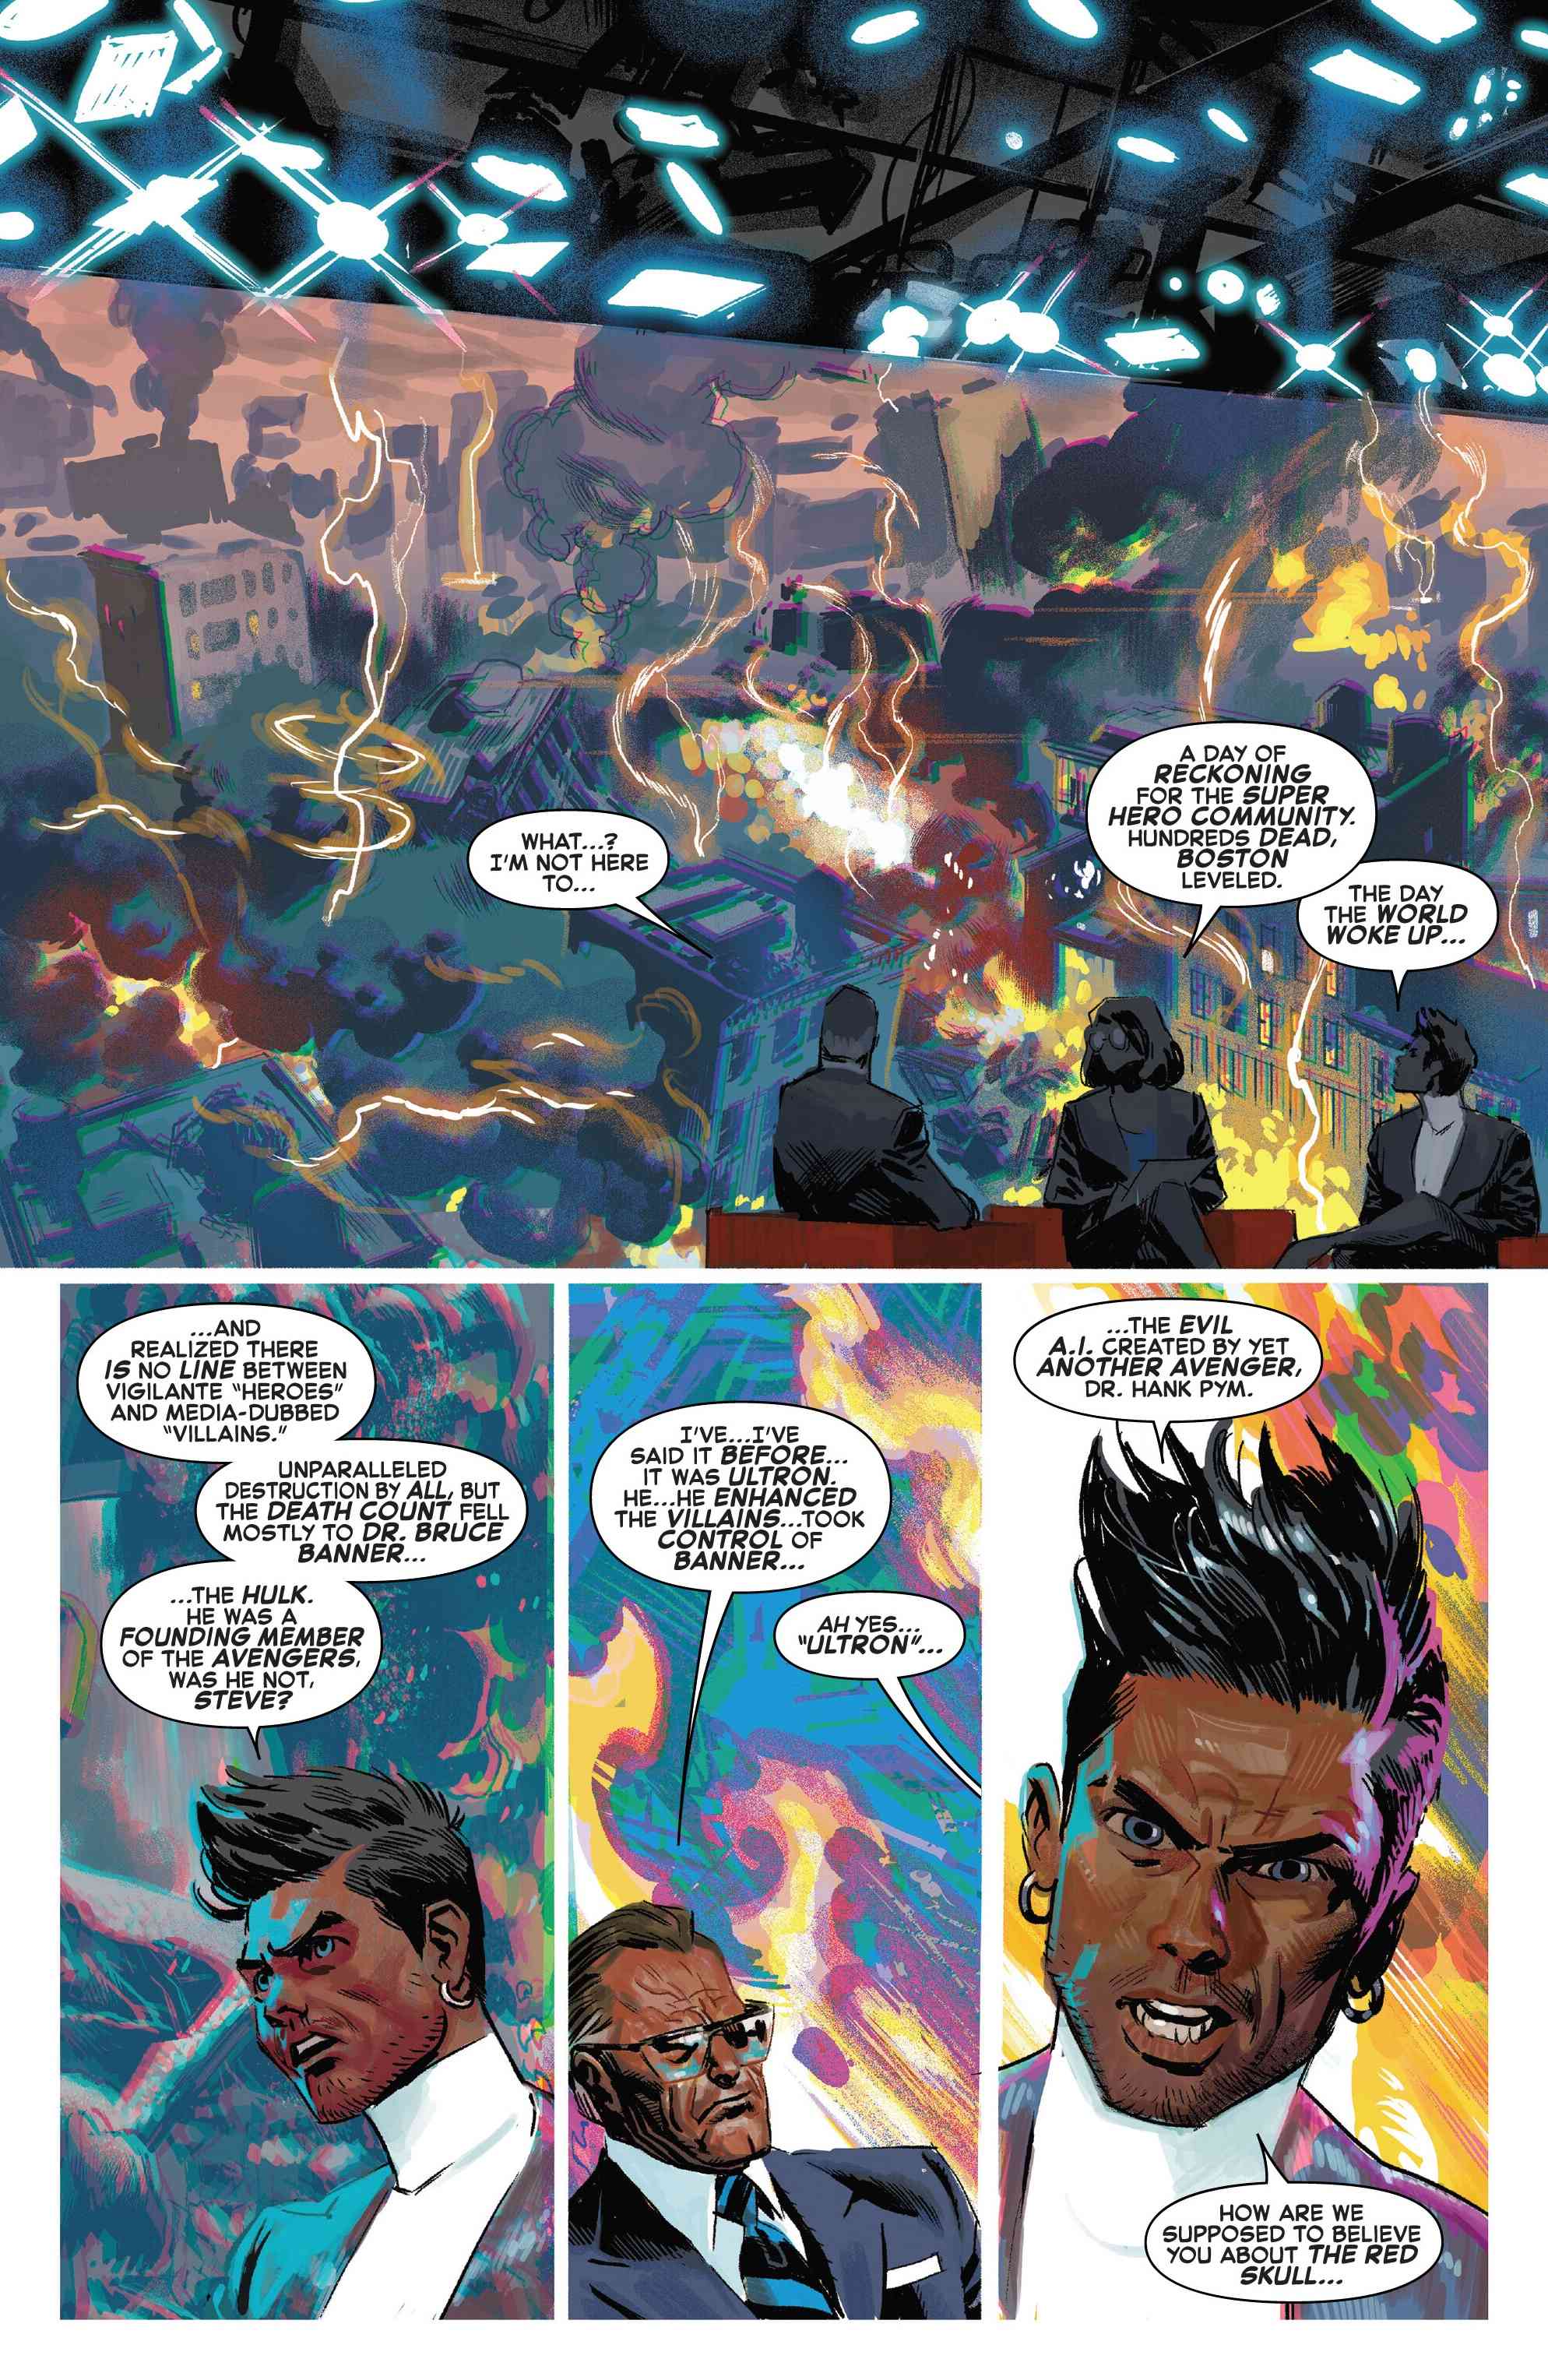 WHAT...?
I'M NOT HERE
TO...
A DAY OF
RECKONING
FOR THE SUPER
HERO COMMUNITY.
HUNDREDS DEAD,
BOSTON
LEVELED.
THE DAY
THE WORLD
WOKE UP...
...AND
REALIZED THERE
IS NO LINE BETWEEN
VIGILANTE "HEROES"
AND MEDIA-DUBBED
"VILLAINS."
UNPARALLELED
DESTRUCTION BY ALL, BUT
THE DEATH COUNT FELL
MOSTLY TO DR. BRUCE
BANNER...
...THE HULK.
HE WAS A
FOUNDING MEMBER
OF THE AVENGERS,
WAS HE NOT,
STEVE?
I'VE...I'VE
SAID IT BEFORE...
IT WAS ULTRON.
HE...HE ENHANCED
THE VILLAINS...TOOK
CONTROL OF
BANNER...
AH YES...
"ULTRON"...
...THE EVIL
A.I. CREATED BY YET
ANOTHER AVENGER,
DR. HANK PYM.
HOW ARE WE
SUPPOSED TO BELIEVE
YOU ABOUT THE RED
SKULL...